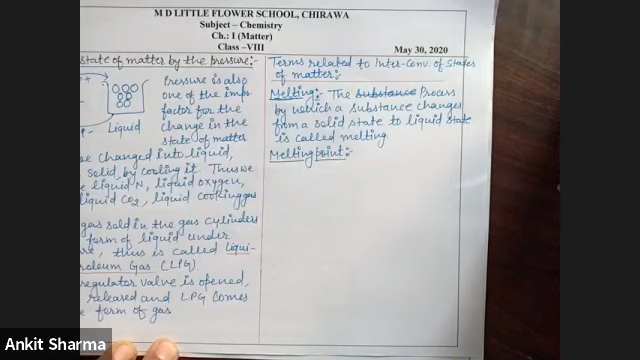 M D LITTLE FLOWER SCHOOL, CHIRAWA
Subject – Chemistry
Ch.: I (Matter)
Class –VIII
May 30, 2020
state of matter by the pressure:-
Pressure is also
one of the imp.
factor for the
change in the
state of matter
Liquid
be changed into liquid,
solid by cooling it. Thus we
liquid N, liquid oxygen,
liquid CO2, liquid cooking gas
gas sold in the gas cylinders
form of liquid under
thus is called Liqui-
roleum Gas (LPG).
regulator valve is opened,
released and LPG comes
form of gas
Terms related to Inter-Conv. of States
of matter:-
Melting:- The substance Procss
by which a substance changes
from a solid state to liquid state
is called melting.
Melting point:-
Ankit Sharma